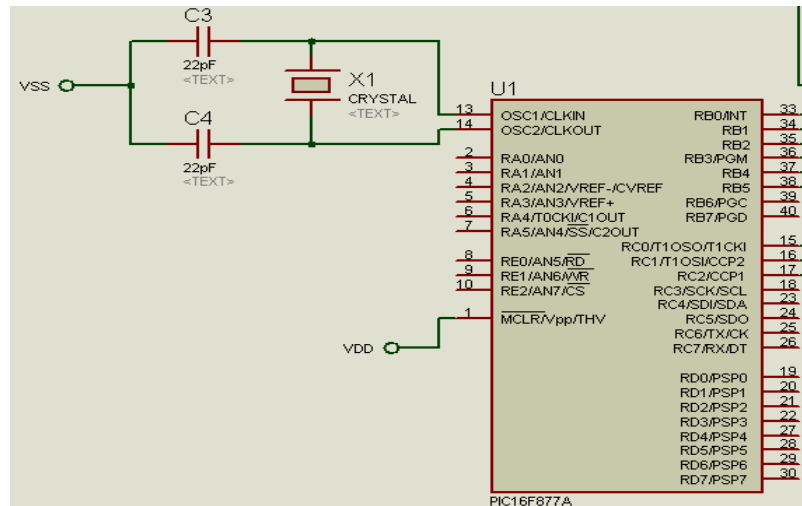 C3
22pF
<TEXT>
VSS
X1
CRYSTAL
<TEXT>
C4
22pF
<TEXT>
U1
13 OSC1/CLKIN RB0/INT 33
14 OSC2/CLKOUT RB1 34
RB2 35
2 RA0/AN0 RB3/PGM 36
3 RA1/AN1 RB4 37
4 RA2/AN2/VREF-/CVREF RB5 38
5 RA3/AN3/VREF+ RB6/PGC 39
6 RA4/T0CKI/C1OUT RB7/PGD 40
7 RA5/AN4/SS/C2OUT
RC0/T1OSO/T1CKI 15
8 RE0/AN5/RD RC1/T1OSI/CCP2 16
9 RE1/AN6/WR RC2/CCP1 17
10 RE2/AN7/CS RC3/SCK/SCL 18
RC4/SDI/SDA 23
1 MCLR/Vpp/THV RC5/SDO 24
RC6/TX/CK 25
RC7/RX/DT 26
VDD
RD0/PSP0 19
RD1/PSP1 20
RD2/PSP2 21
RD3/PSP3 22
RD4/PSP4 27
RD5/PSP5 28
RD6/PSP6 29
RD7/PSP7 30
PIC16F877A